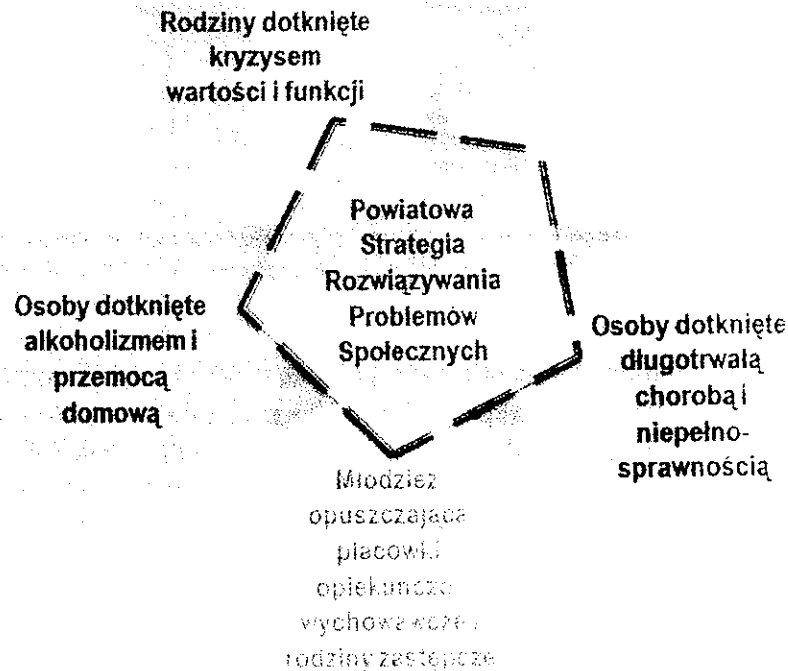 Rodziny dotknięte
kryzysem
wartości i funkcji
Powiatowa
Strategia
Rozwiązywania
Problemów
Społecznych
Osoby dotknięte
alkoholizmem i
przemocą
domową
Osoby dotknięte
długotrwałą
chorobą i
niepełno-
sprawnością
Młodzież
opuszczająca
placówki
opiekuńczo
wychowawcze i
rodziny zastępcze